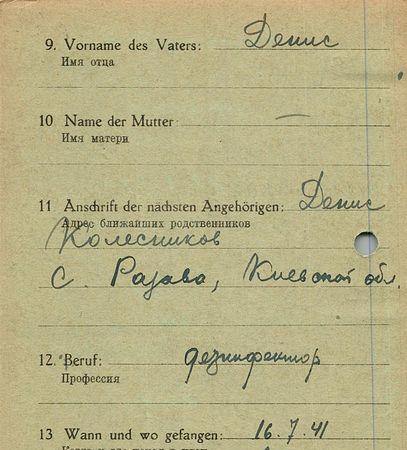 9. Vorname des Vaters: Денис
Имя отца
10 Name der Mutter —
Имя матери
11 Anschrift der nächsten Angehörigen: Денис
Адрес ближайших родственников
Колесников
с. Разава, Киевской обл.
12. Beruf: дезинфектор
Профессия
13 Wann und wo gefangen: 16.7.41